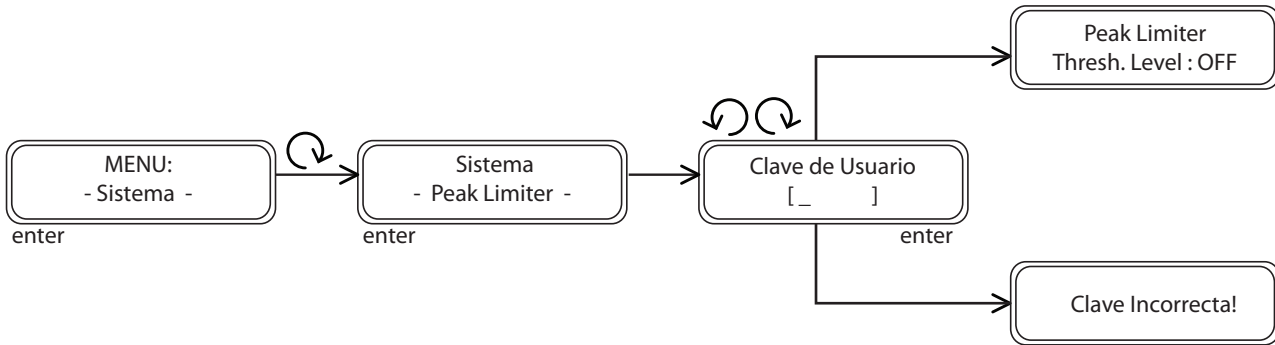 MENU:
- Sistema -
enter
Sistema
- Peak Limiter -
enter
Clave de Usuario
[ _ ]
enter
Peak Limiter
Thresh. Level : OFF
Clave Incorrecta!